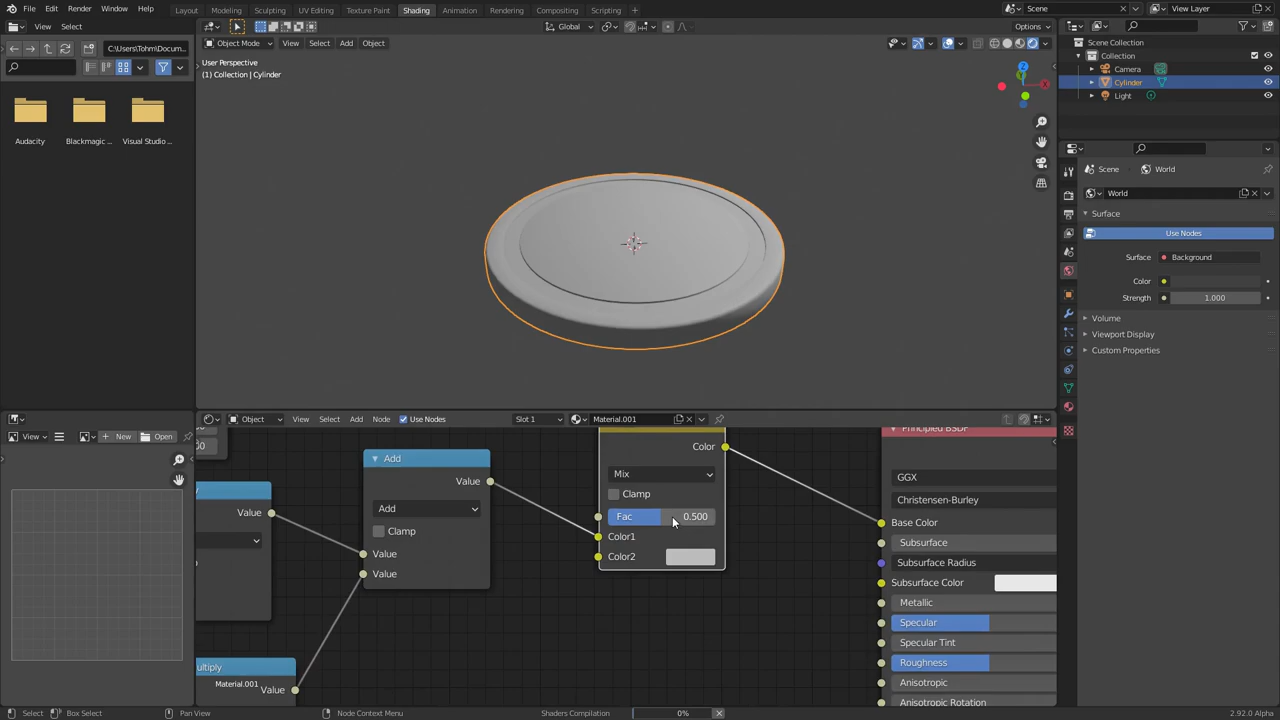 File Edit Render Window Help Layout Modeling Sculpting UV Editing Texture Paint Shading Animation Rendering Compositing Scripting Scene View Layer
View Select Global Options
C:\Users\Tohm\Docum... Object Mode View Select Add Object Scene Collection
User Perspective Collection
(1) Collection | Cylinder Camera
Cylinder
Light
Audacity Blackmagic ... Visual Studio ...
Scene World
World
Surface
Use Nodes
Surface Background
Color
Strength 1.000
Volume
Viewport Display
Custom Properties
Object View Select Add Node Use Nodes Slot 1 Material.001
View New Open
Principled BSDF
00
Color
Add
Mix
GGX
Value
Clamp
Christensen-Burley
Add
Value
Fac 0.500
Base Color
Clamp
Color1
Subsurface
Value
Color2
Subsurface Radius
Value
Subsurface Color
Metallic
Specular
Specular Tint
Roughness
ultiply
Material.001
Value
Anisotropic
Anisotropic Rotation
Select Box Select Pan View Node Context Menu Shaders Compilation 0% 2.92.0 Alpha